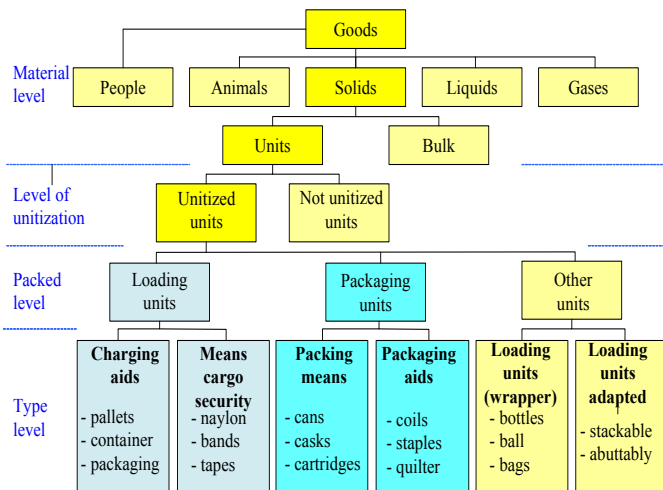 Goods
Material
level
People
Animals
Solids
Liquids
Gases
Units
Bulk
Level of
unitization
Unitized
units
Not unitized
units
Packed
level
Loading
units
Packaging
units
Other
units
Type
level
Charging
aids
- pallets
- container
- packaging
Means
cargo
security
- naylon
- bands
- tapes
Packing
means
- cans
- casks
- cartridges
Packaging
aids
- coils
- staples
- quilter
Loading
units
(wrapper)
- bottles
- ball
- bags
Loading
units
adapted
- stackable
- abuttably